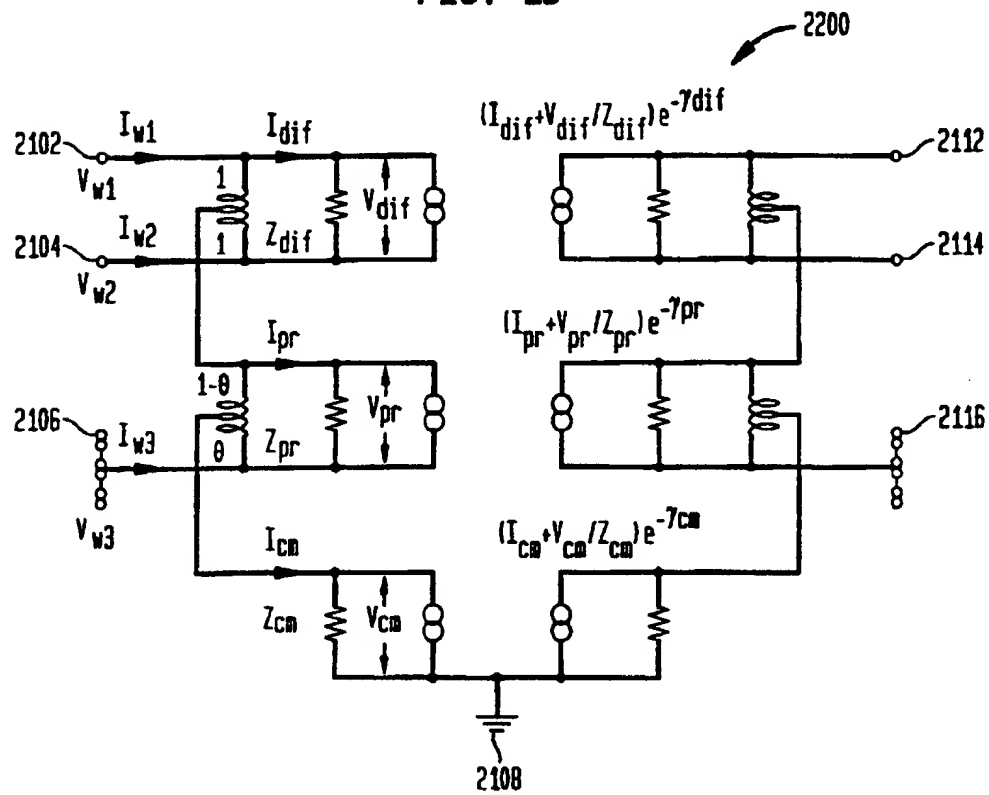 2200
(I_dif+V_dif/Z_dif)e^-γdif
2102
I_w1
I_dif
2112
V_w1
1
V_dif
2104
I_w2
1
Z_dif
2114
V_w2
I_pr
(I_pr+V_pr/Z_pr)e^-γpr
1-θ
V_pr
2106
I_w3
θ
Z_pr
2116
V_w3
I_cm
(I_cm+V_cm/Z_cm)e^-γcm
Z_cm
V_cm
2108